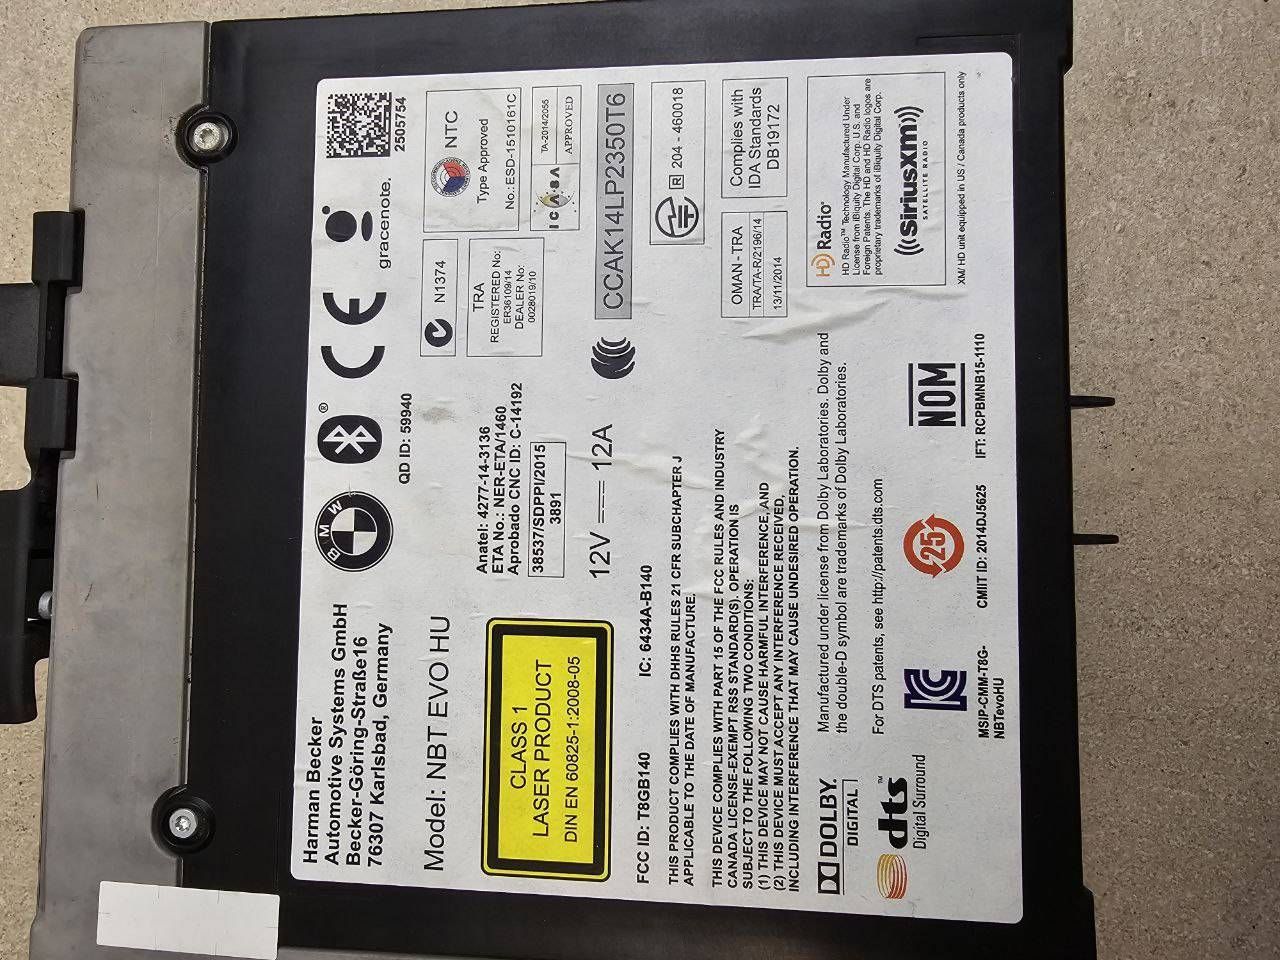 Harman Becker
Automotive Systems GmbH
Becker-Göring-Straße16
76307 Karlsbad, Germany
BMW
®
QD ID: 59940
CE
gracenote.
2505754
Model: NBT EVO HU
Anatel: 4277-14-3136
ETA No.: NER-ETA/1460
Aprobado CNC ID: C-14192
38537/SDPPI/2015
3891
N1374
TRA
REGISTERED No:
ER36109/14
DEALER No:
0028019/10
NTC
Type Approved
No.: ESD-1510161C
ICASA
TA-2014/2055
APPROVED
CLASS 1
LASER PRODUCT
DIN EN 60825-1:2008-05
12V 12A
CCAK14LP2350T6
FCC ID: T8GB140 IC: 6434A-B140
R 204 - 460018
THIS PRODUCT COMPLIES WITH DHHS RULES 21 CFR SUBCHAPTER J
APPLICABLE TO THE DATE OF MANUFACTURE.
THIS DEVICE COMPLIES WITH PART 15 OF THE FCC RULES AND INDUSTRY
CANADA LICENSE-EXEMPT RSS STANDARD(S). OPERATION IS
SUBJECT TO THE FOLLOWING TWO CONDITIONS:
(1) THIS DEVICE MAY NOT CAUSE HARMFUL INTERFERENCE, AND
(2) THIS DEVICE MUST ACCEPT ANY INTERFERENCE RECEIVED,
INCLUDING INTERFERENCE THAT MAY CAUSE UNDESIRED OPERATION.
OMAN - TRA
TRA/TA-R/2196/14
13/11/2014
Complies with
IDA Standards
DB19172
DOLBY.
DIGITAL
Manufactured under license from Dolby Laboratories. Dolby and
the double-D symbol are trademarks of Dolby Laboratories.
HD Radio
HD Radio™ Technology Manufactured Under
License from iBiquity Digital Corp. U.S. and
Foreign Patents. The HD and HD Radio logos are
proprietary trademarks of iBiquity Digital Corp.
((SiriusXM))
SATELLITE RADIO
XM/ HD unit equipped in US / Canada products only
dts™
Digital Surround
For DTS patents, see http://patents.dts.com
KC
MSIP-CMM-T8G-
NBTevoHU
25
CMIIT ID: 2014DJ5625
NOM
IFT: RCPBMNB15-1110